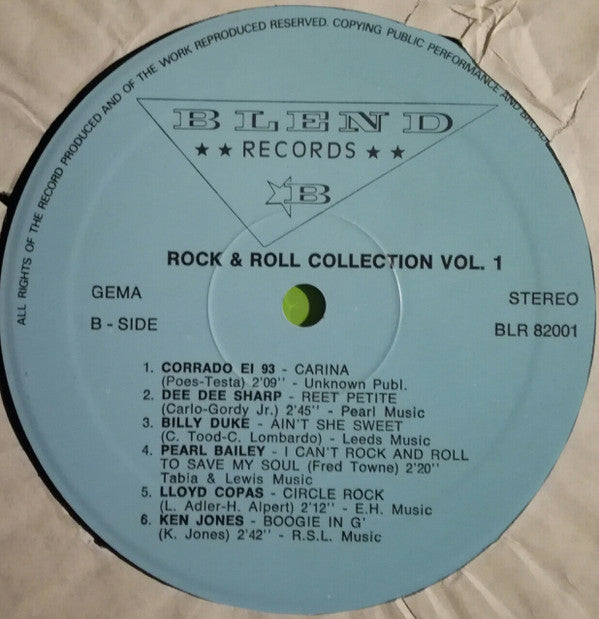 ALL RIGHTS OF THE RECORD PRODUCED AND OF THE WORK REPRODUCED RESERVED. COPYING PUBLIC PERFORMANCE AND
BLEND
★★ RECORDS ★★
B
ROCK & ROLL COLLECTION VOL. 1
GEMA
STEREO
B - SIDE
BLR 82001
1. CORRADO EI 93 - CARINA
(Poes-Testa) 2'09'' - Unknown Publ.
2. DEE DEE SHARP - REET PETITE
(Carlo-Gordy Jr.) 2'45'' - Pearl Music
3. BILLY DUKE - AIN'T SHE SWEET
(C. Tood-C. Lombardo) - Leeds Music
4. PEARL BAILEY - I CAN'T ROCK AND ROLL
TO SAVE MY SOUL (Fred Towne) 2'20''
Tabia & Lewis Music
5. LLOYD COPAS - CIRCLE ROCK
(L. Adler-H. Alpert) 2'12'' - E.H. Music
6. KEN JONES - BOOGIE IN G'
(K. Jones) 2'42'' - R.S.L. Music